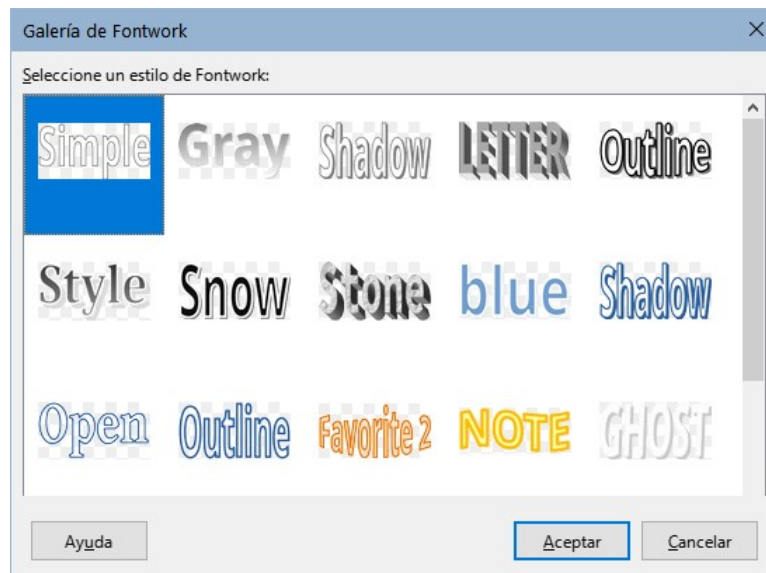 Galería de Fontwork
Seleccione un estilo de Fontwork:
Simple Gray Shadow LETTER Outline
Style Snow Stone blue Shadow
Open Outline Favorite 2 NOTE GHOST
Ayuda Aceptar Cancelar